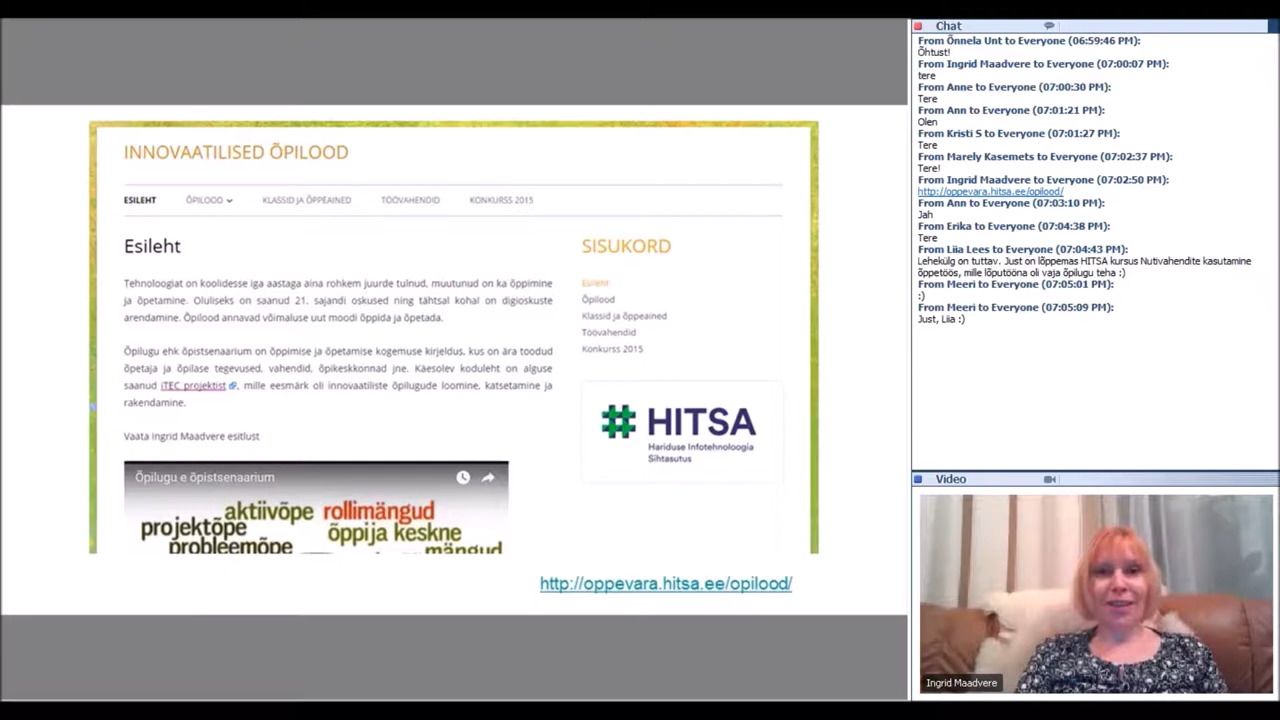 INNOVAATILISED ÕPILOOD
ESILEHT ÕPILOOD KLASSID JA ÕPPEAINED TÖÖVAHENDID KONKURSS 2015
Esileht
Tehnoloogiat on koolidesse iga aastaga aina rohkem juurde tulnud, muutunud on ka õppimine
ja õpetamine. Oluliseks on saanud 21. sajandi oskused ning tähtsal kohal on digioskuste
arendamine. Õpilood annavad võimaluse uut moodi õppida ja õpetada.
Õpilugu ehk õpistsenaarium on õppimise ja õpetamise kogemuse kirjeldus, kus on ära toodud
õpetaja ja õpilase tegevused, vahendid, õpikeskkonnad jne. Käesolev koduleht on alguse
saanud iTEC projektist, mille eesmärk oli innovaatiliste õpilugude loomine, katsetamine ja
rakendamine.
Vaata Ingrid Maadvere esitlust
Õpilugu e õpistsenaarium
aktiivõpe rollimängud
projektõpe õppija keskne
probleemõpe mängud
SISUKORD
Esileht
Õpilood
Klassid ja õppeained
Töövahendid
Konkurss 2015
HITSA
Hariduse Infotehnoloogia
Sihtasutus
http://oppevara.hitsa.ee/opilood/
Chat
From Õnnela Unt to Everyone (06:59:46 PM):
Õhtust!
From Ingrid Maadvere to Everyone (07:00:07 PM):
tere
From Anne to Everyone (07:00:30 PM):
Tere
From Ann to Everyone (07:01:21 PM):
Olen
From Kristi S to Everyone (07:01:27 PM):
Tere
From Marely Kasemets to Everyone (07:02:37 PM):
Tere!
From Ingrid Maadvere to Everyone (07:02:50 PM):
http://oppevara.hitsa.ee/opilood/
From Ann to Everyone (07:03:10 PM):
Jah
From Erika to Everyone (07:04:38 PM):
Tere
From Liia Lees to Everyone (07:04:43 PM):
Lehekülg on tuttav. Just on lõppemas HITSA kursus Nutivahendite kasutamine
õppetöös, mille lõputööna oli vaja õpilugu teha :)
From Meeri to Everyone (07:05:01 PM):
:)
From Meeri to Everyone (07:05:09 PM):
Just, Liia :)
Video
Ingrid Maadvere